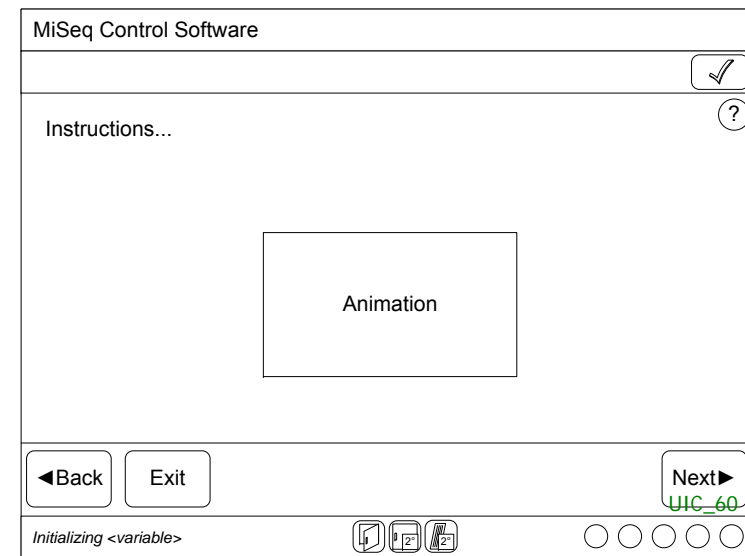 MiSeq Control Software
?
Instructions...
Animation
◄Back Exit Next►
UIC_60
Initializing <variable> 2° 2°